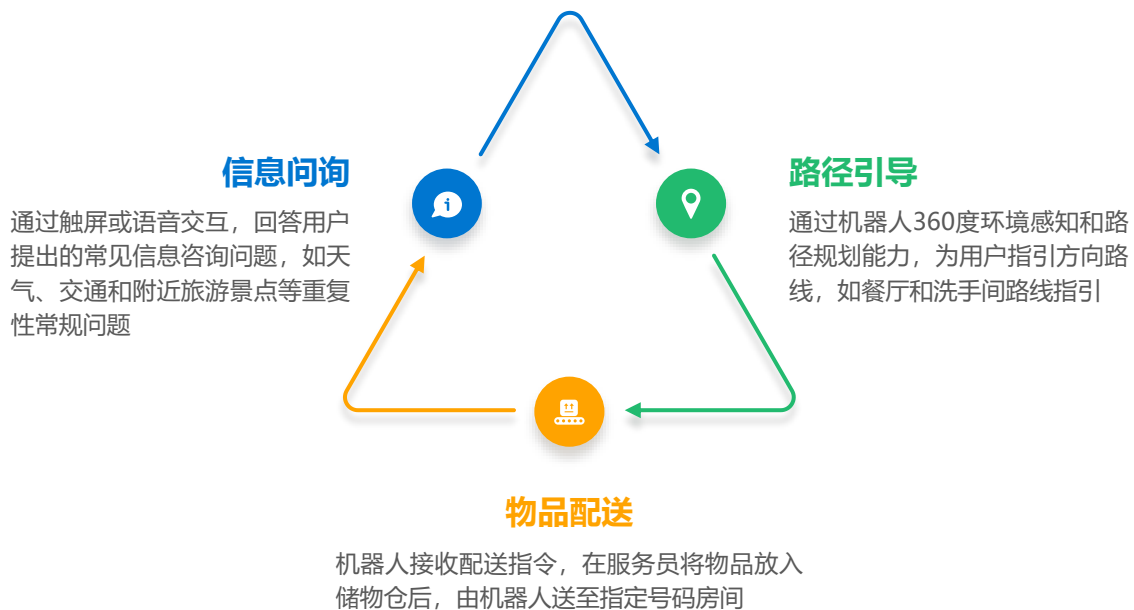 信息问询
通过触屏或语音交互，回答用户
提出的常见信息咨询问题，如天
气、交通和附近旅游景点等重复
性常规问题
路径引导
通过机器人360度环境感知和路
径规划能力，为用户指引方向路
线，如餐厅和洗手间路线指引
物品配送
机器人接收配送指令，在服务员将物品放入
储物仓后，由机器人送至指定号码房间